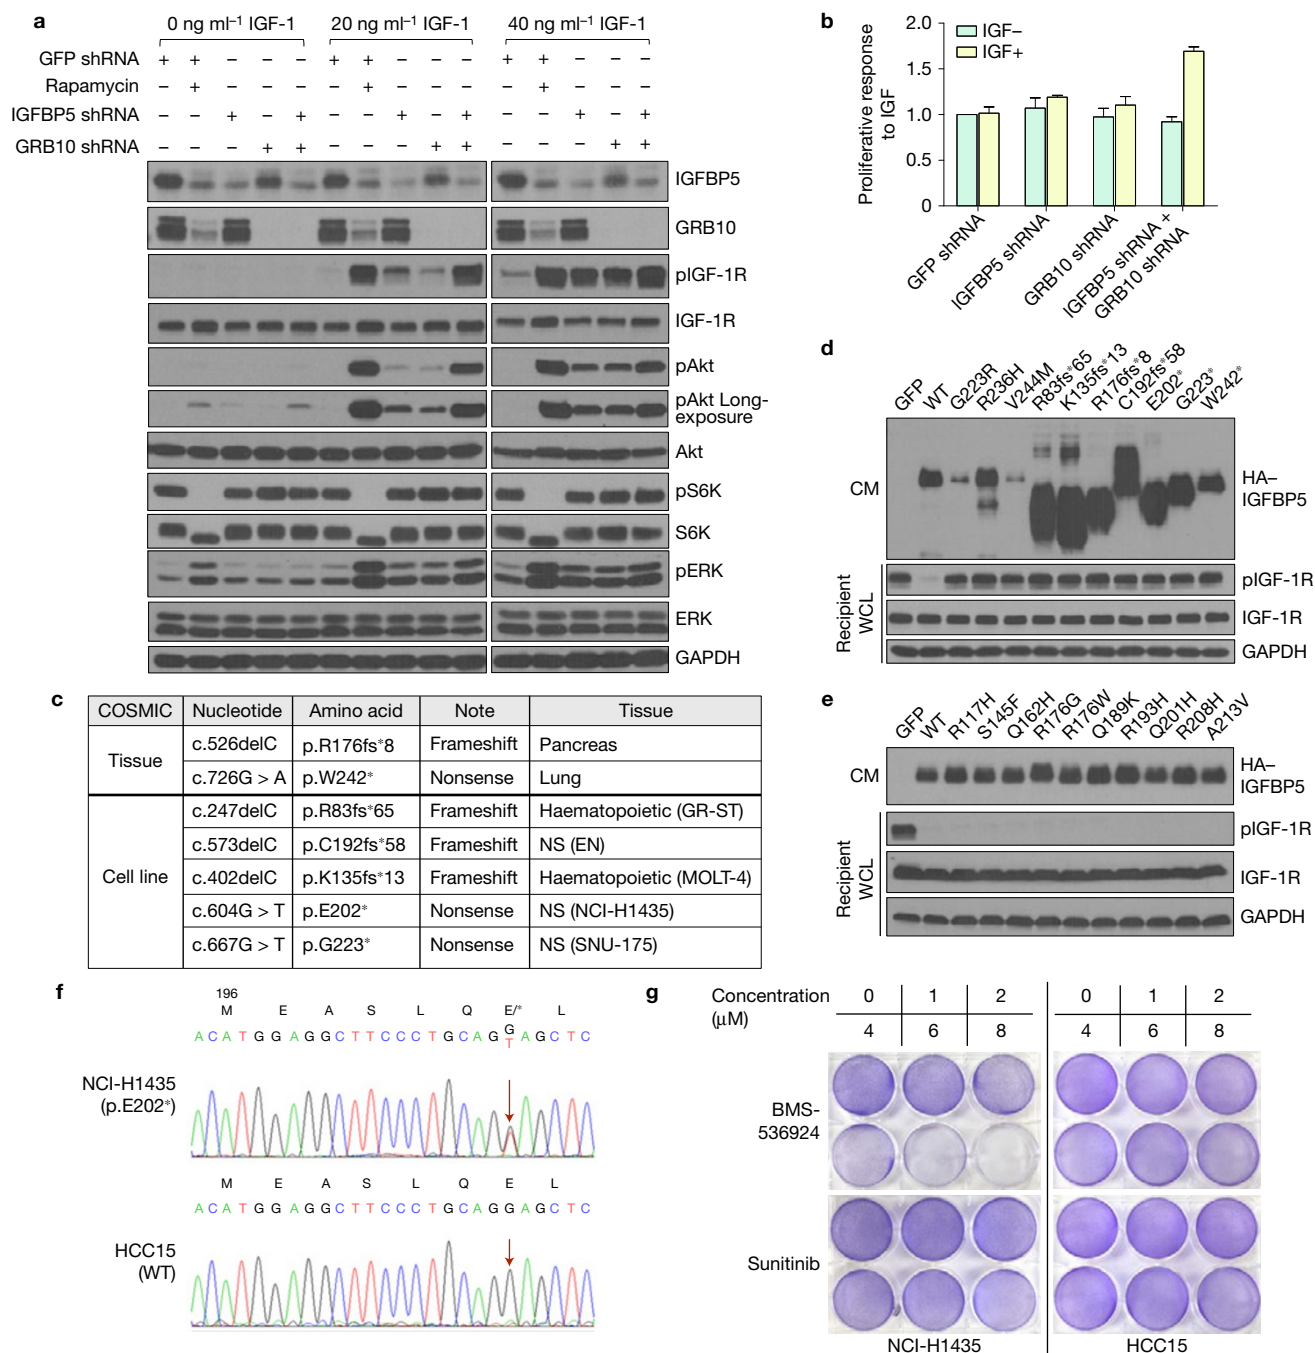 a
0 ng ml–1 IGF-1 20 ng ml–1 IGF-1 40 ng ml–1 IGF-1
GFP shRNA + + – – – + + – – – + + – – –
Rapamycin – + – – – – + – – – – + – – –
IGFBP5 shRNA – – + – + – – + – + – – + – +
GRB10 shRNA – – – + + – – – + + – – – + +
IGFBP5
GRB10
pIGF-1R
IGF-1R
pAkt
pAkt Long-
exposure
Akt
pS6K
S6K
pERK
ERK
GAPDH
b
Proliferative response
to IGF
2.0
1.5
1.0
0.5
0
IGF–
IGF+
GFP shRNA
IGFBP5 shRNA
GRB10 shRNA
IGFBP5 shRNA +
GRB10 shRNA
c
COSMIC Nucleotide Amino acid Note Tissue
Tissue
c.526delC p.R176fs*8 Frameshift Pancreas
c.726G > A p.W242* Nonsense Lung
Cell line
c.247delC p.R83fs*65 Frameshift Haematopoietic (GR-ST)
c.573delC p.C192fs*58 Frameshift NS (EN)
c.402delC p.K135fs*13 Frameshift Haematopoietic (MOLT-4)
c.604G > T p.E202* Nonsense NS (NCI-H1435)
c.667G > T p.G223* Nonsense NS (SNU-175)
d
GFP WT G223R R236H V244M R83fs*65 K135fs*13 R176fs*8 C192fs*58 E202* G223* W242*
CM
HA–
IGFBP5
Recipient
WCL
pIGF-1R
IGF-1R
GAPDH
e
GFP WT R117H S145F Q162H R176G R176W Q189K R193H Q201H R208H A213V
CM
HA–
IGFBP5
Recipient
WCL
pIGF-1R
IGF-1R
GAPDH
f
196
M E A S L Q E/* L
A C A T G G A G G C T T C C C T G C A G G A G C T C
T
NCI-H1435
(p.E202*)
M E A S L Q E L
A C A T G G A G G C T T C C C T G C A G G A G C T C
HCC15
(WT)
g
Concentration
(µM)
0 1 2 0 1 2
4 6 8 4 6 8
BMS-
536924
Sunitinib
NCI-H1435 HCC15